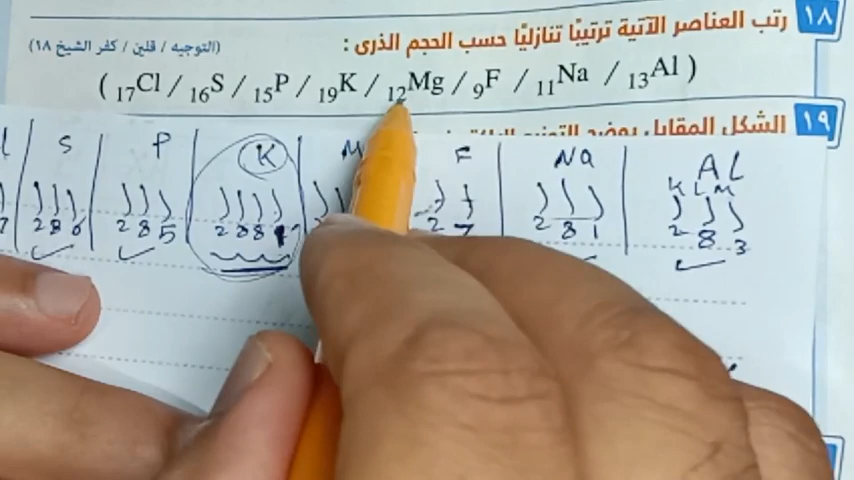 ١٨ رتب العناصر الآتية ترتيبًا تنازليًا حسب الحجم الذرى : (التوجيه / قلين / كفر الشيخ ١٨)
( 17Cl / 16S / 15P / 19K / 12Mg / 9F / 11Na / 13Al )
١٩ الشكل المقابل يوضح
S P K M F Na AL
K L M
7 2 8 6 2 8 5 2 8 8 1 2 7 2 8 1 2 8 3